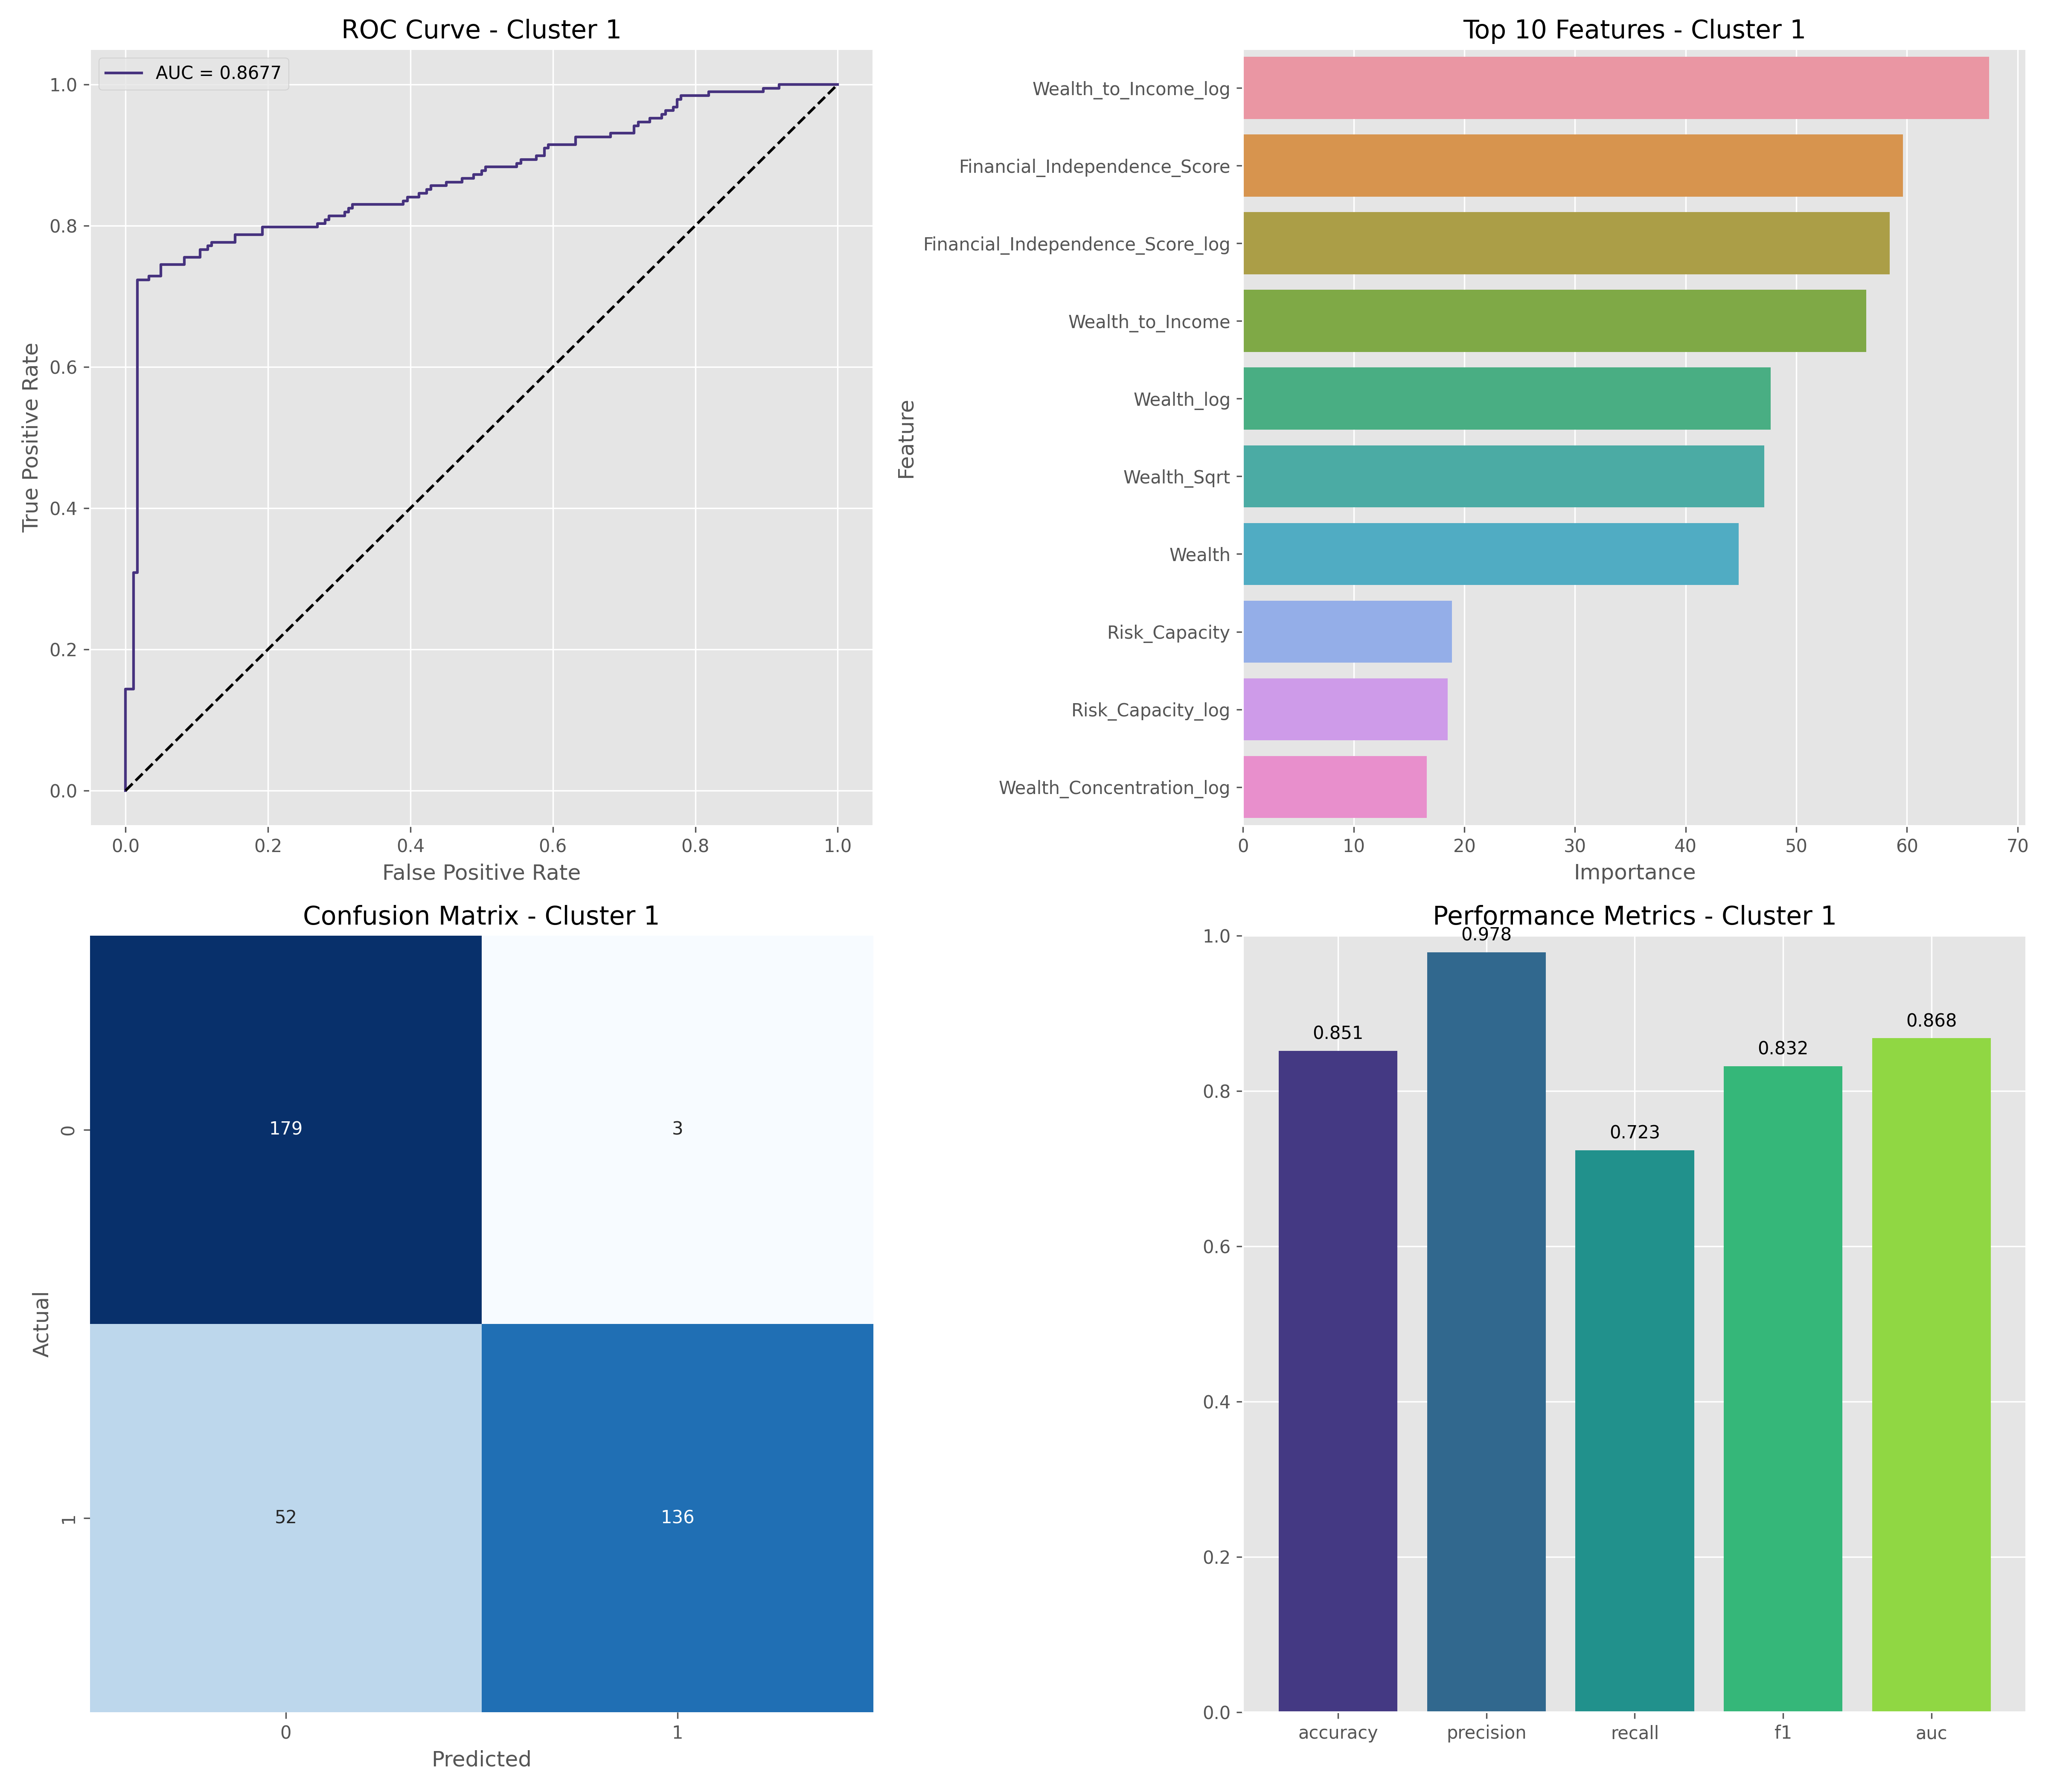 ROC Curve - Cluster 1
AUC = 0.8677
1.0
0.8
0.6
0.4
0.2
0.0
True Positive Rate
0.0 0.2 0.4 0.6 0.8 1.0
False Positive Rate
Top 10 Features - Cluster 1
Feature
Wealth_to_Income_log
Financial_Independence_Score
Financial_Independence_Score_log
Wealth_to_Income
Wealth_log
Wealth_Sqrt
Wealth
Risk_Capacity
Risk_Capacity_log
Wealth_Concentration_log
0 10 20 30 40 50 60 70
Importance
Confusion Matrix - Cluster 1
Actual
0
1
179 3
52 136
0 1
Predicted
Performance Metrics - Cluster 1
1.0
0.8
0.6
0.4
0.2
0.0
0.851
0.978
0.723
0.832
0.868
accuracy precision recall f1 auc